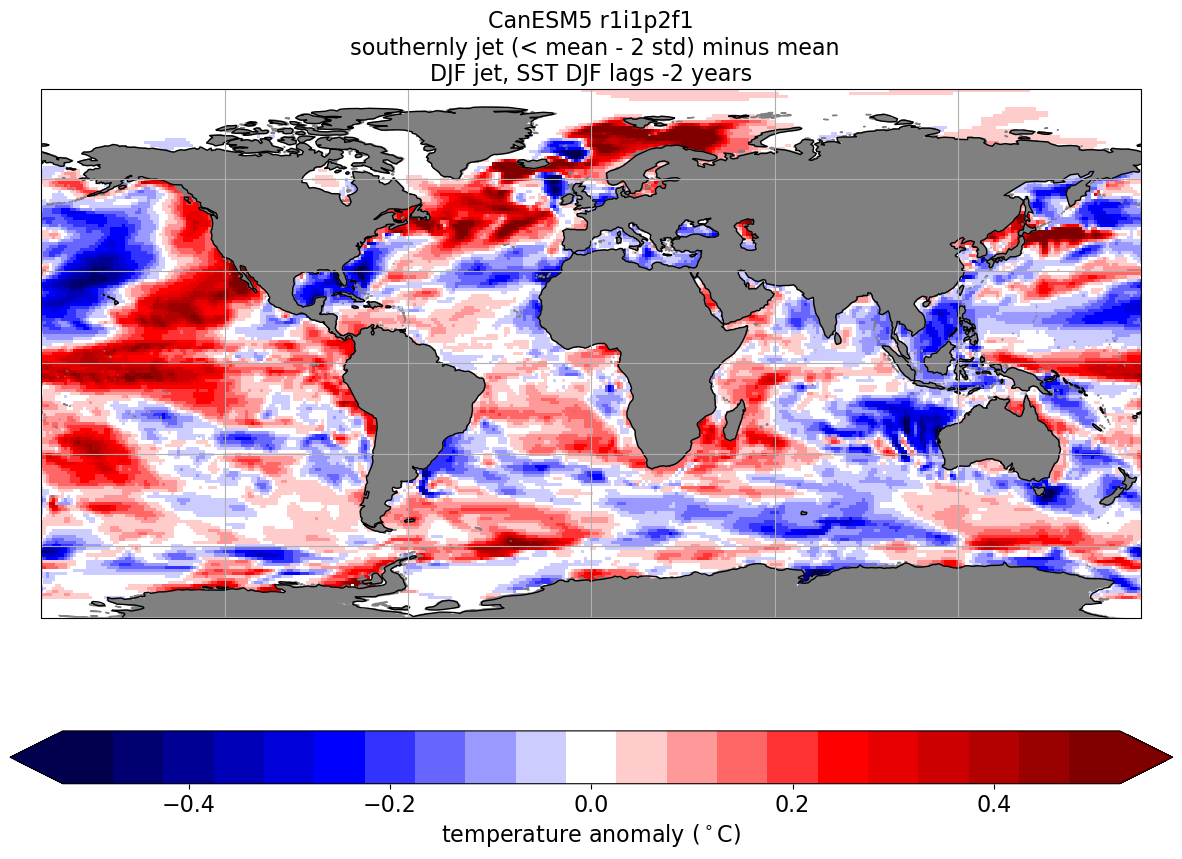 CanESM5 r1i1p2f1
southernly jet (< mean - 2 std) minus mean
DJF jet, SST DJF lags -2 years
−0.4 −0.2 0.0 0.2 0.4
temperature anomaly (°C)